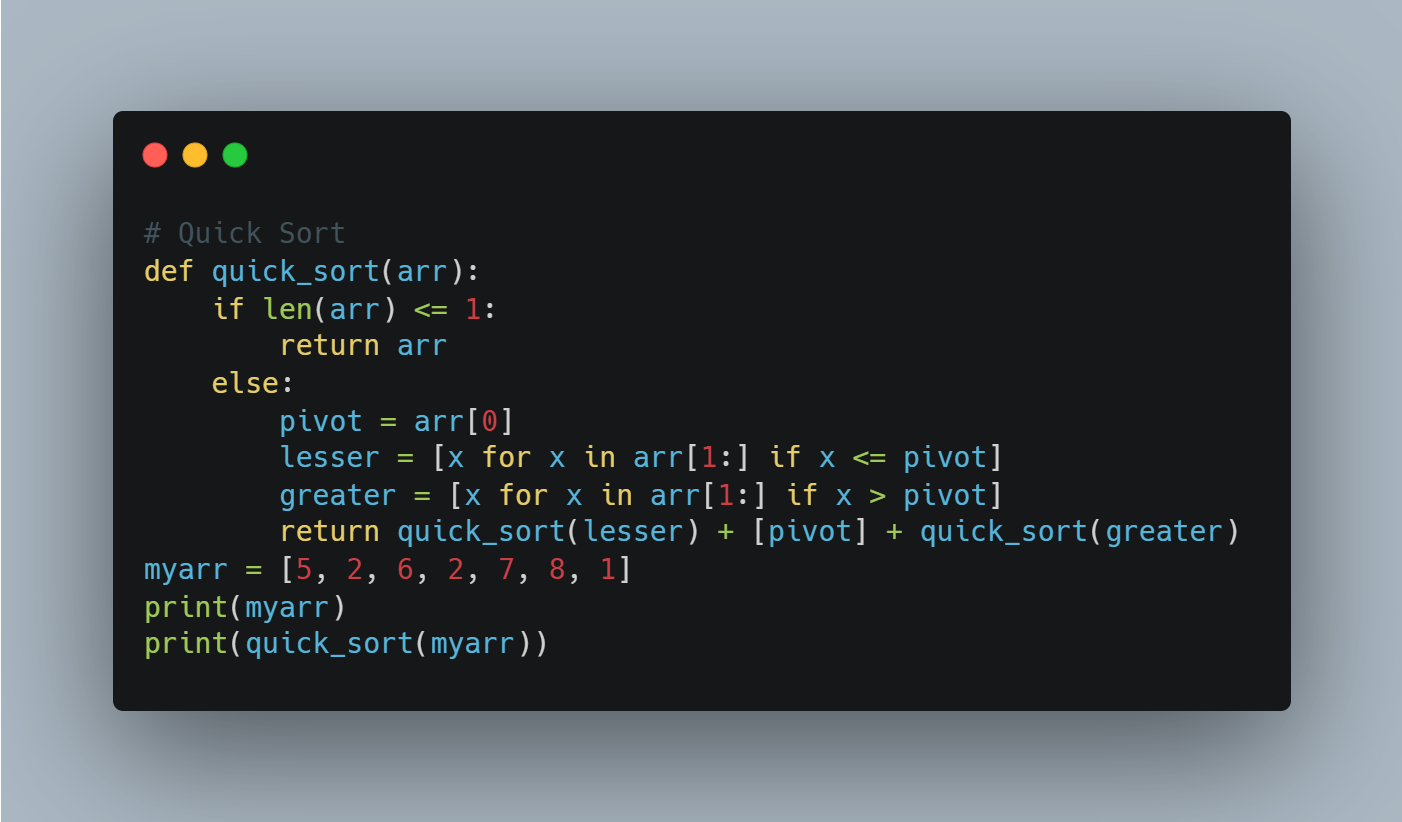 # Quick Sort
def quick_sort(arr):
    if len(arr) <= 1:
        return arr
    else:
        pivot = arr[0]
        lesser = [x for x in arr[1:] if x <= pivot]
        greater = [x for x in arr[1:] if x > pivot]
        return quick_sort(lesser) + [pivot] + quick_sort(greater)
myarr = [5, 2, 6, 2, 7, 8, 1]
print(myarr)
print(quick_sort(myarr))